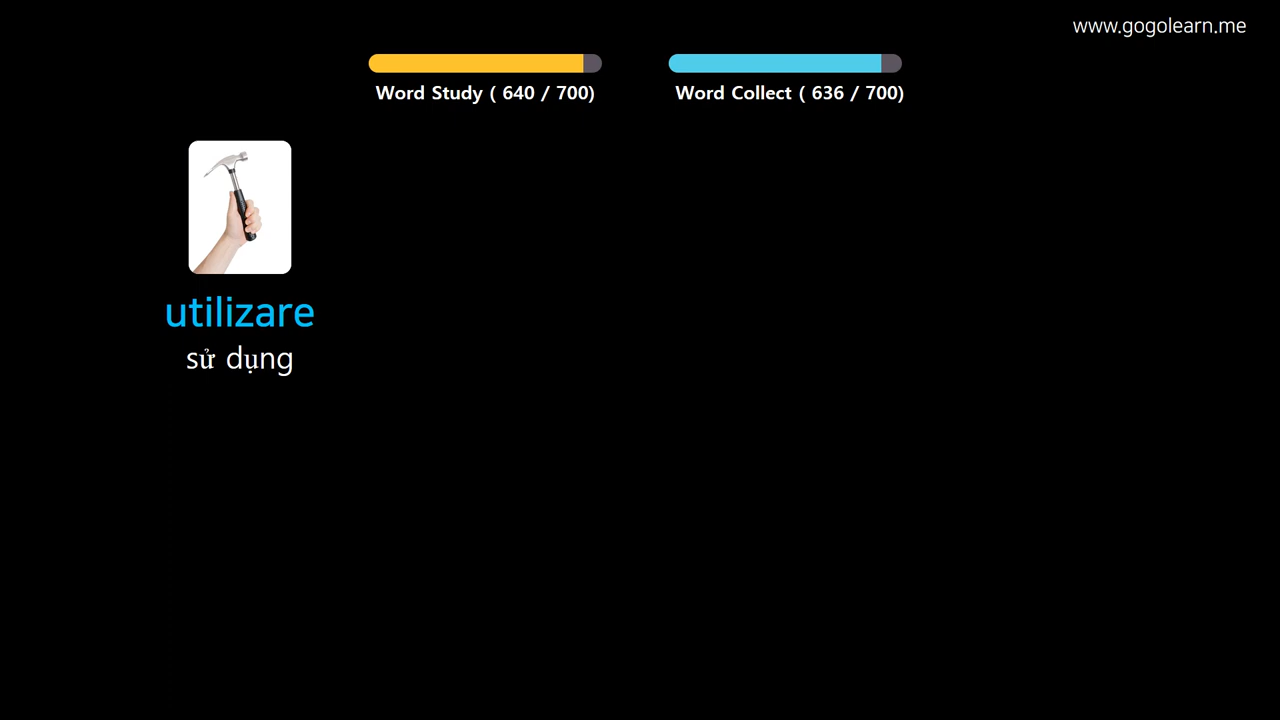 www.gogolearn.me
Word Study ( 640 / 700)
Word Collect ( 636 / 700)
utilizare
sử dụng